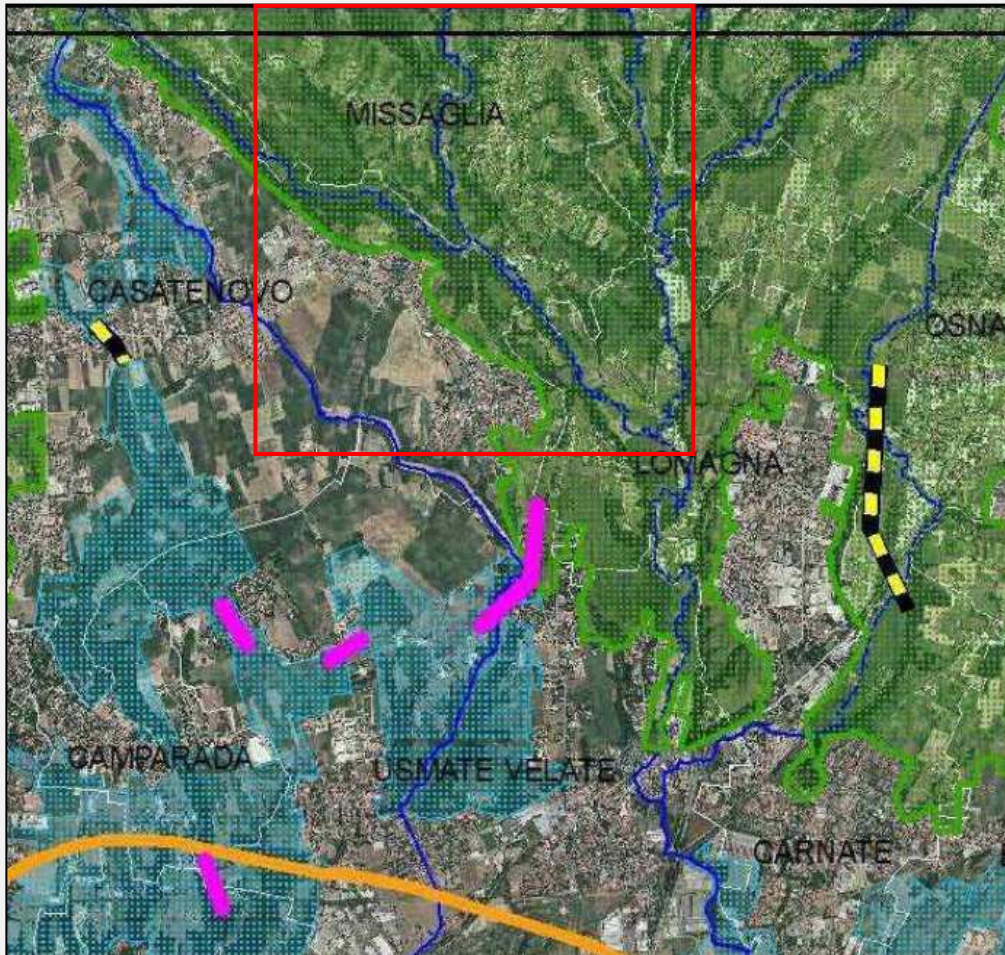 MISSAGLIA
CASATENOVO
OSNA
LOMAGNA
CAMPARADA
USMATE VELATE
CARNATE